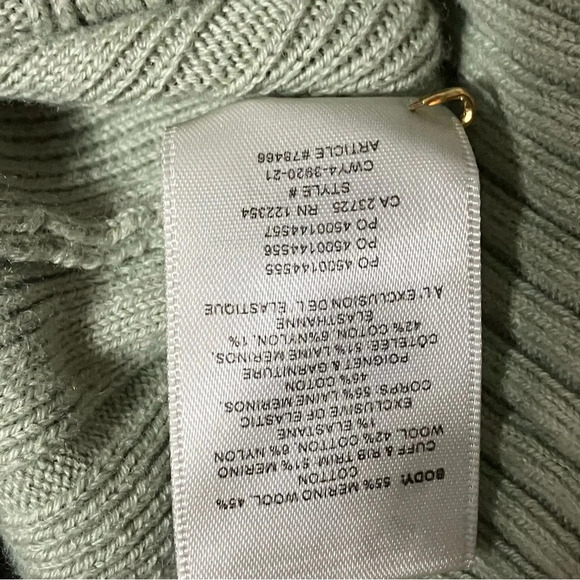 BODY: 55% MERINO WOOL, 45%
COTTON
CUFF & RIB TRIM: 51% MERINO
WOOL, 42% COTTON, 6% NYLON
1% ELASTANE
EXCLUSIVE OF ELASTIC
CORPS: 55% LAINE MERINOS.
45% COTON
POIGNET & GARNITURE
CÔTELÉE: 51% LAINE MERINOS.
42% COTON, 6% NYLON, 1%
ELASTHANNE
À L'EXCLUSION DE L' ELASTIQUE
PO 4500144555
PO 4500144556
PO 4500144557
CA 23725 RN 122354
STYLE #
CWY4-3920-21
ARTICLE #78466